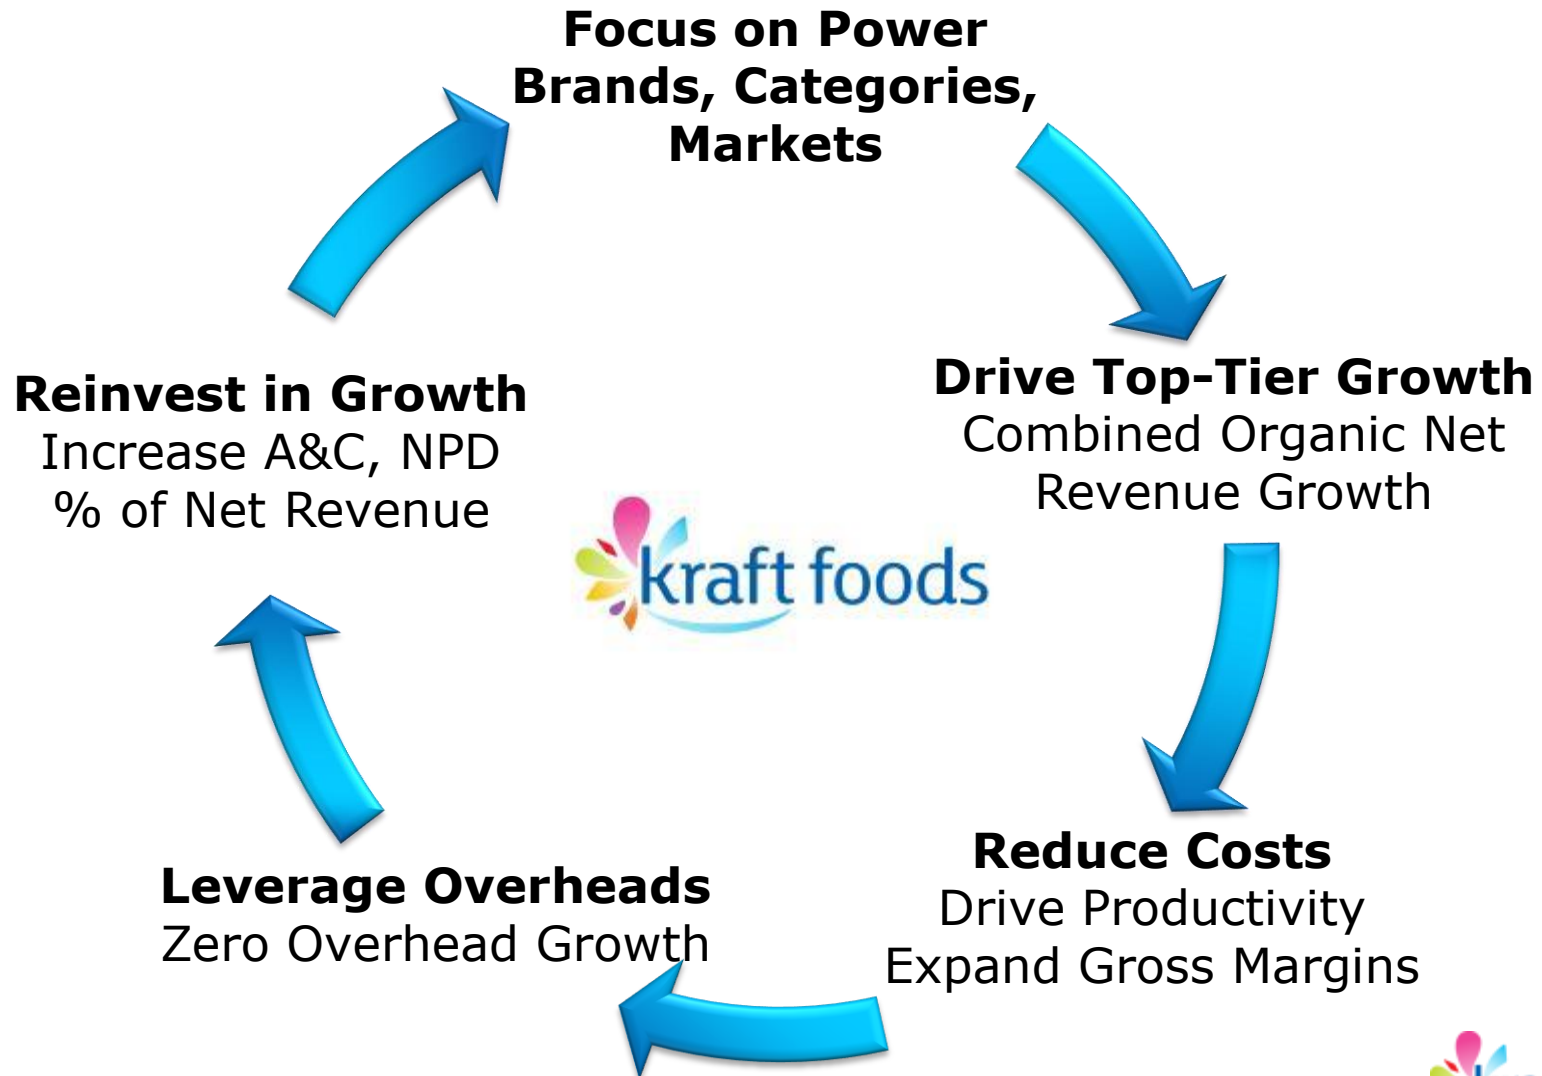 Focus on Power
Brands, Categories,
Markets
Drive Top-Tier Growth
Combined Organic Net
Revenue Growth
Reduce Costs
Drive Productivity
Expand Gross Margins
Leverage Overheads
Zero Overhead Growth
Reinvest in Growth
Increase A&C, NPD
% of Net Revenue
kraft foods